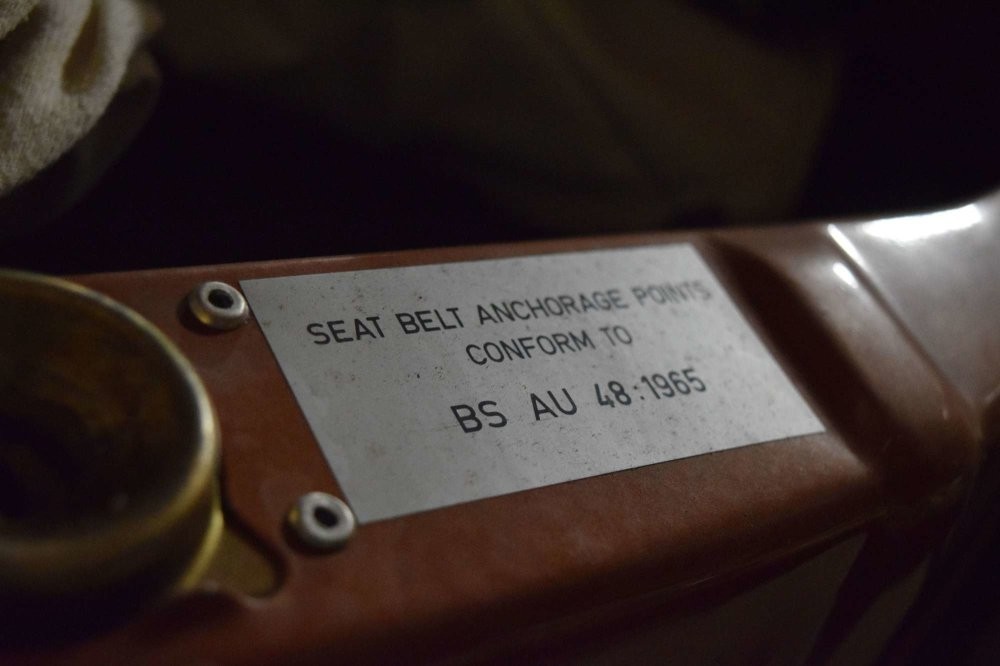 SEAT BELT ANCHORAGE POINTS
CONFORM TO
BS AU 48:1965